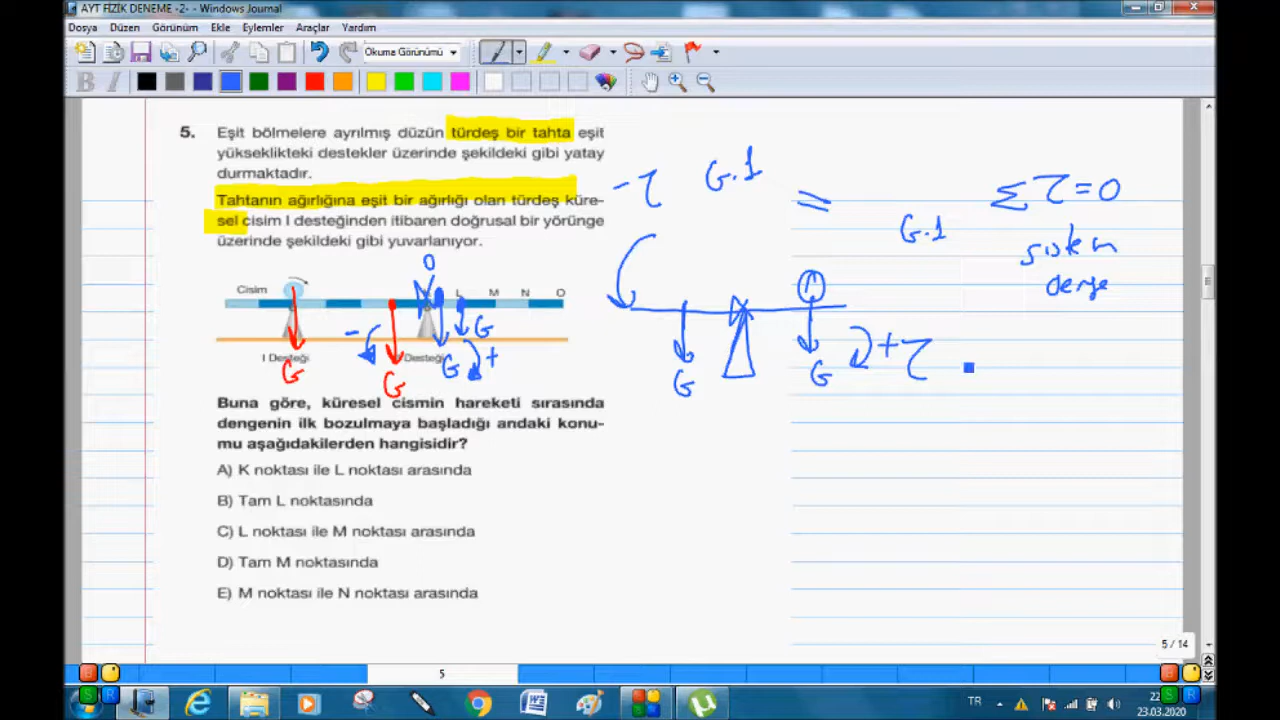 AYT FİZİK DENEME -2- - Windows Journal
Dosya Düzen Görünüm Ekle Eylemler Araçlar Yardım
Okuma Görünümü
5. Eşit bölmelere ayrılmış düzün türdeş bir tahta eşit
yükseklikteki destekler üzerinde şekildeki gibi yatay
durmaktadır.
Tahtanın ağırlığına eşit bir ağırlığı olan türdeş küre-
sel cisim I desteğinden itibaren doğrusal bir yörünge
üzerinde şekildeki gibi yuvarlanıyor.
-τ G.1 = G.1
Στ=0
sistem
denge
0
Cisim L M N O
- G +
I Desteği Desteği
G G G
G G +τ
Buna göre, küresel cismin hareketi sırasında
dengenin ilk bozulmaya başladığı andaki konu-
mu aşağıdakilerden hangisidir?
A) K noktası ile L noktası arasında
B) Tam L noktasında
C) L noktası ile M noktası arasında
D) Tam M noktasında
E) M noktası ile N noktası arasında
5 / 14
5
TR
22
23.03.2020